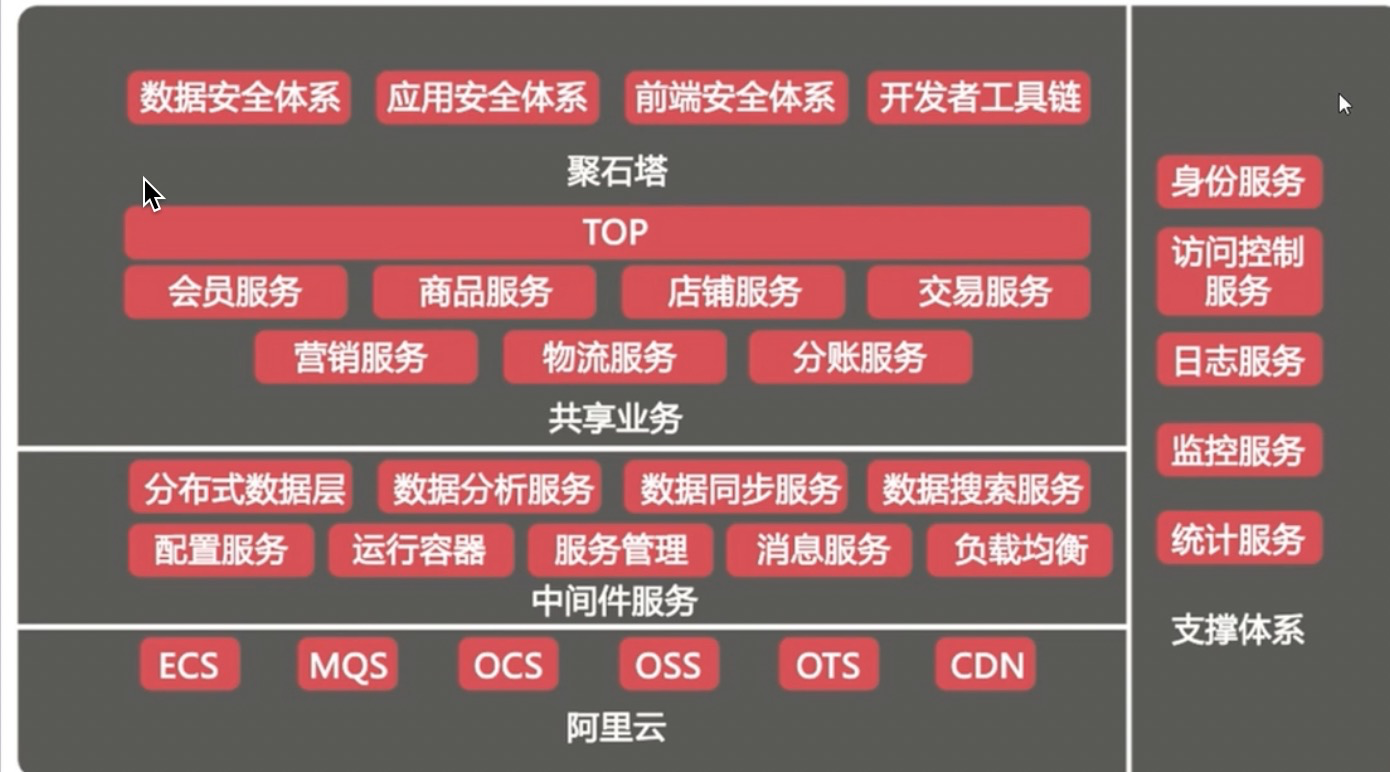 数据安全体系
应用安全体系
前端安全体系
开发者工具链
聚石塔
TOP
会员服务
商品服务
店铺服务
交易服务
营销服务
物流服务
分账服务
共享业务
分布式数据层
数据分析服务
数据同步服务
数据搜索服务
配置服务
运行容器
服务管理
消息服务
负载均衡
中间件服务
ECS
MQS
OCS
OSS
OTS
CDN
阿里云
身份服务
访问控制
服务
日志服务
监控服务
统计服务
支撑体系